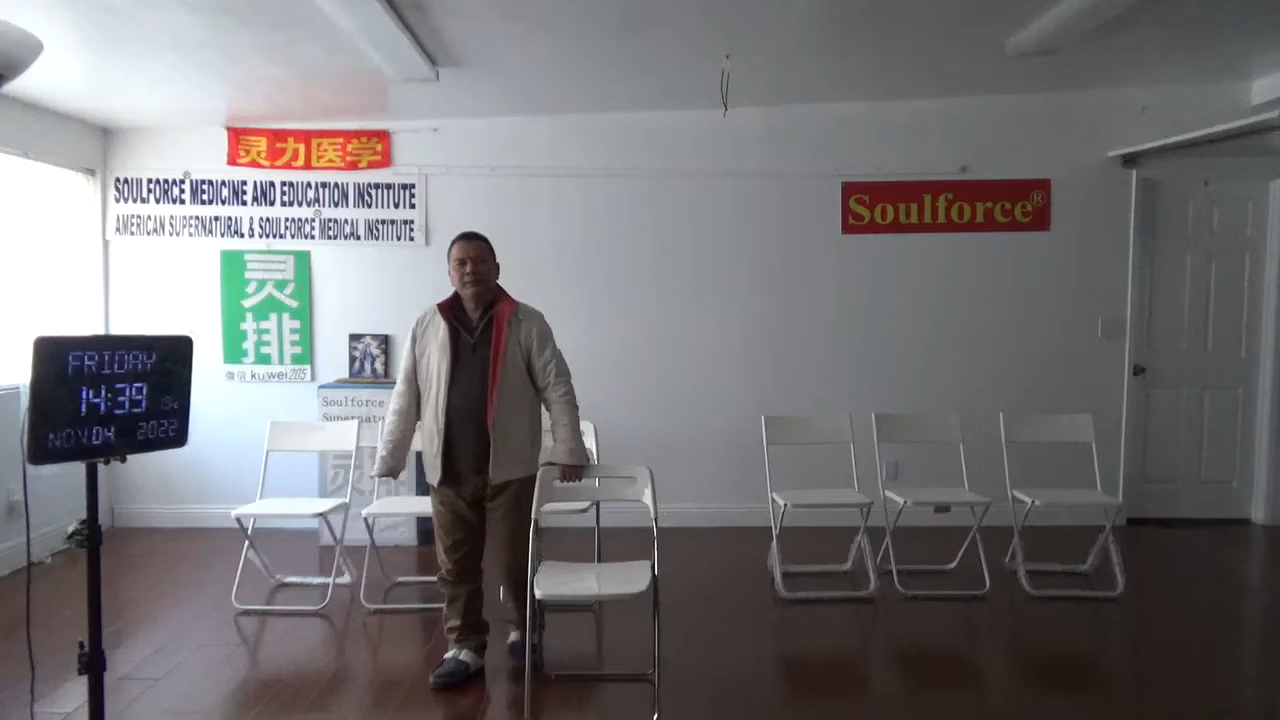 灵力医学
SOULFORCE® MEDICINE AND EDUCATION INSTITUTE
AMERICAN SUPERNATURAL & SOULFORCE® MEDICAL INSTITUTE
Soulforce®
灵
排
微信 kuwei205
FRIDAY
14:39
NOV.04 2022
Soulforce
Supernatu
灵